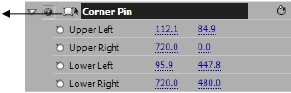 Corner Pin
Upper Left 112.1 84.9
Upper Right 720.0 0.0
Lower Left 95.9 447.8
Lower Right 720.0 480.0